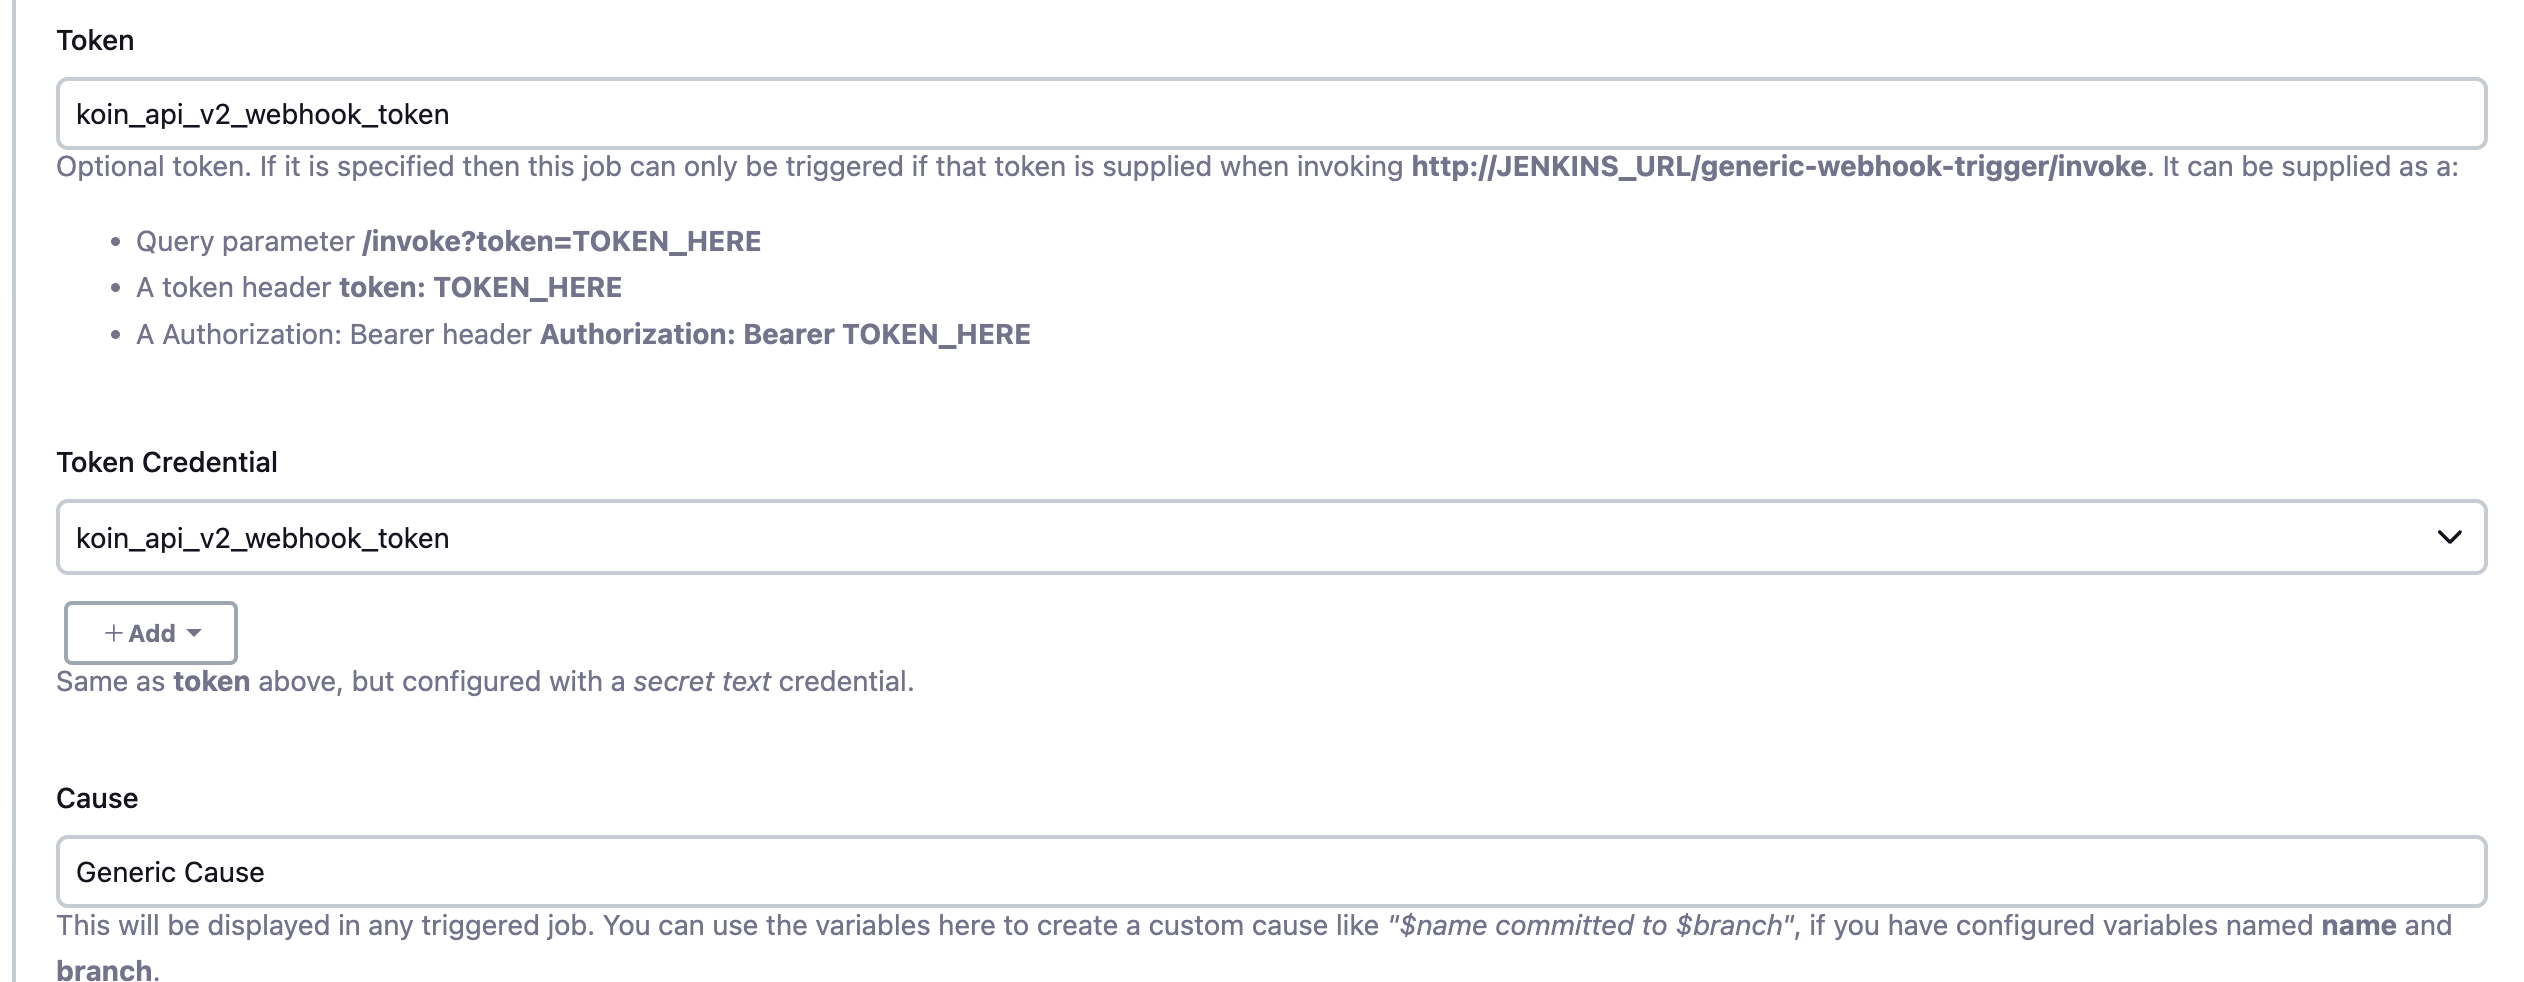 Token
koin_api_v2_webhook_token
Optional token. If it is specified then this job can only be triggered if that token is supplied when invoking http://JENKINS_URL/generic-webhook-trigger/invoke. It can be supplied as a:
• Query parameter /invoke?token=TOKEN_HERE
• A token header token: TOKEN_HERE
• A Authorization: Bearer header Authorization: Bearer TOKEN_HERE
Token Credential
koin_api_v2_webhook_token
+ Add
Same as token above, but configured with a secret text credential.
Cause
Generic Cause
This will be displayed in any triggered job. You can use the variables here to create a custom cause like "$name committed to $branch", if you have configured variables named name and
branch.